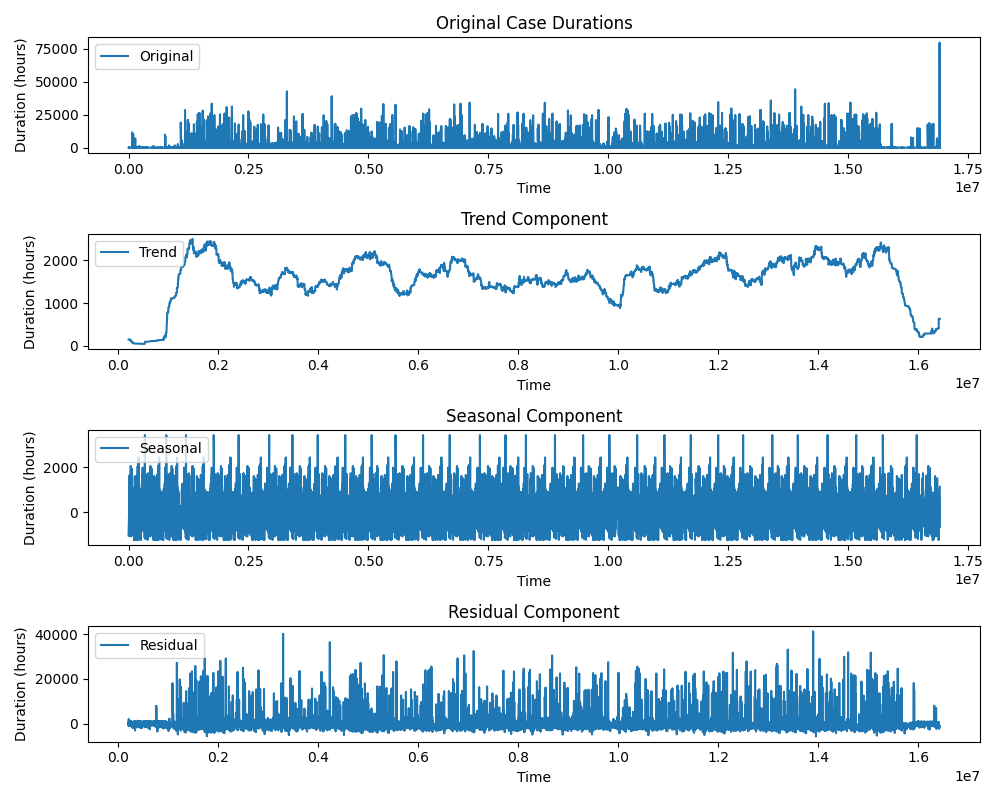 Original Case Durations
Duration (hours)
75000
50000
25000
0
Original
0.00
0.25
0.50
0.75
1.00
1.25
1.50
1.75
Time
1e7
Trend Component
Duration (hours)
2000
1000
0
Trend
0.0
0.2
0.4
0.6
0.8
1.0
1.2
1.4
1.6
Time
1e7
Seasonal Component
Duration (hours)
2000
0
Seasonal
0.00
0.25
0.50
0.75
1.00
1.25
1.50
1.75
Time
1e7
Residual Component
Duration (hours)
40000
20000
0
Residual
0.0
0.2
0.4
0.6
0.8
1.0
1.2
1.4
1.6
Time
1e7